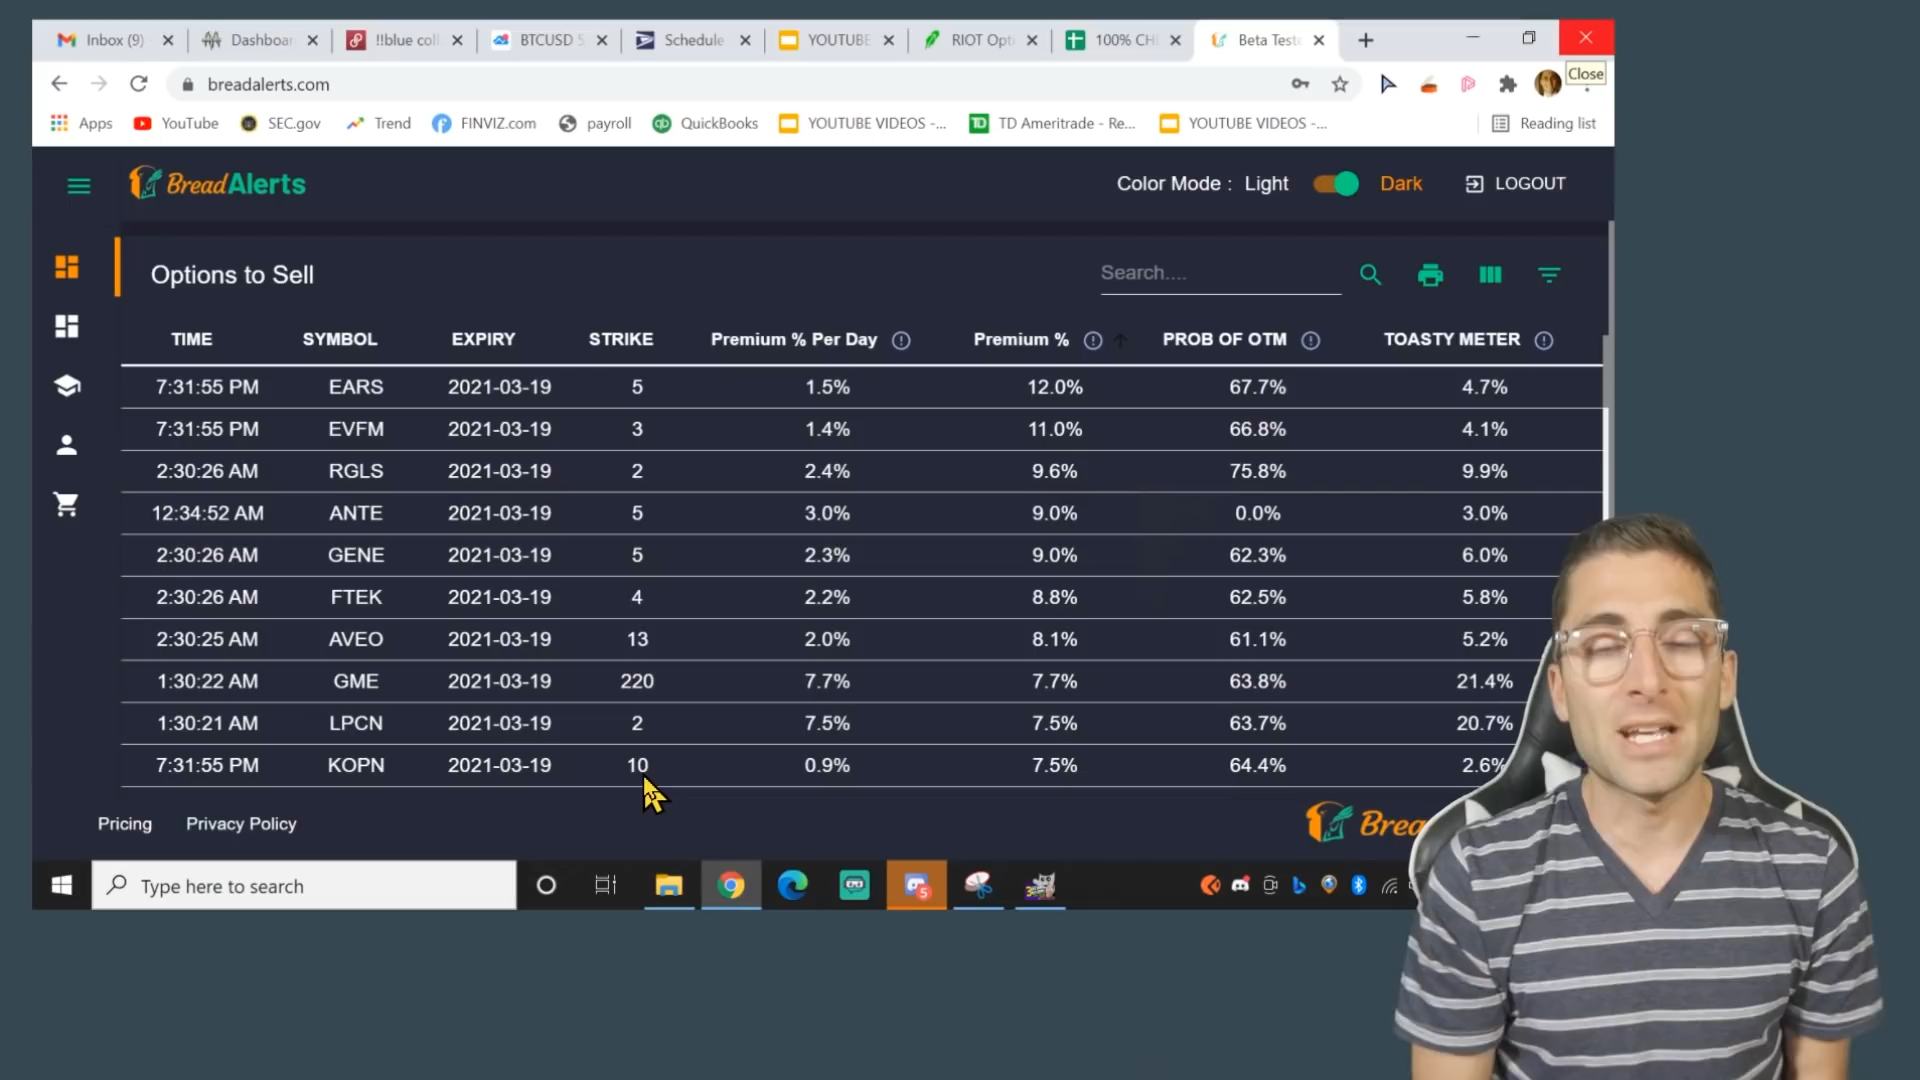 Inbox (9) Dashboar !!blue coll BTCUSD 5 Schedule YOUTUBE RIOT Opti 100% CHE Beta Teste
breadalerts.com Close
Apps YouTube SEC.gov Trend FINVIZ.com payroll QuickBooks YOUTUBE VIDEOS -... TD Ameritrade - Re... YOUTUBE VIDEOS -... Reading list
BreadAlerts Color Mode : Light Dark LOGOUT
Options to Sell Search....
TIME SYMBOL EXPIRY STRIKE Premium % Per Day Premium % PROB OF OTM TOASTY METER
7:31:55 PM EARS 2021-03-19 5 1.5% 12.0% 67.7% 4.7%
7:31:55 PM EVFM 2021-03-19 3 1.4% 11.0% 66.8% 4.1%
2:30:26 AM RGLS 2021-03-19 2 2.4% 9.6% 75.8% 9.9%
12:34:52 AM ANTE 2021-03-19 5 3.0% 9.0% 0.0% 3.0%
2:30:26 AM GENE 2021-03-19 5 2.3% 9.0% 62.3% 6.0%
2:30:26 AM FTEK 2021-03-19 4 2.2% 8.8% 62.5% 5.8%
2:30:25 AM AVEO 2021-03-19 13 2.0% 8.1% 61.1% 5.2%
1:30:22 AM GME 2021-03-19 220 7.7% 7.7% 63.8% 21.4%
1:30:21 AM LPCN 2021-03-19 2 7.5% 7.5% 63.7% 20.7%
7:31:55 PM KOPN 2021-03-19 10 0.9% 7.5% 64.4% 2.6%
Pricing Privacy Policy Brea
Type here to search 5